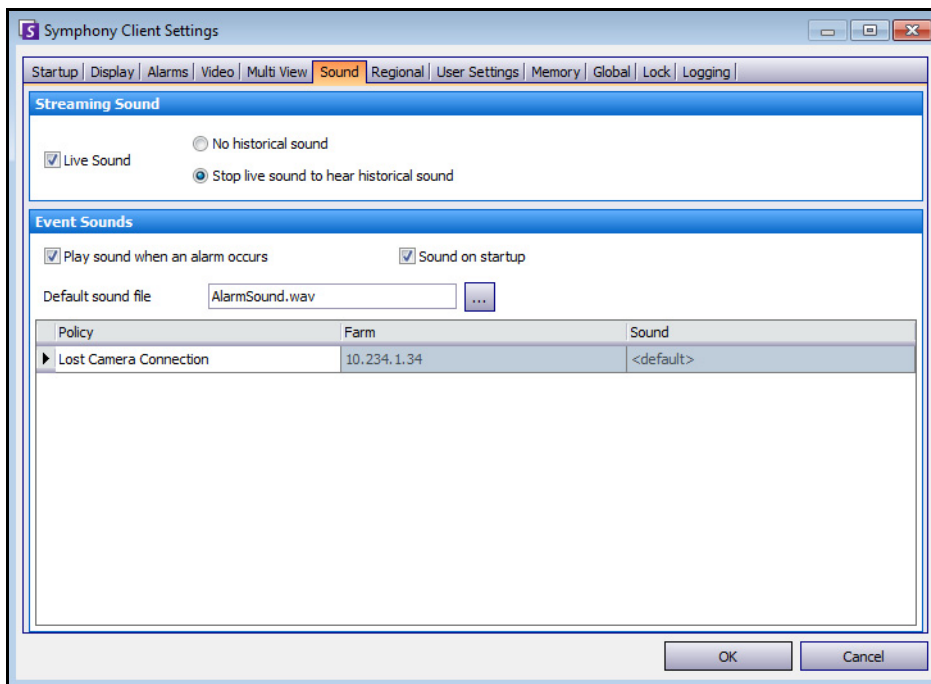 Symphony Client Settings
Startup Display Alarms Video Multi View Sound Regional User Settings Memory Global Lock Logging
Streaming Sound
Live Sound
No historical sound
Stop live sound to hear historical sound
Event Sounds
Play sound when an alarm occurs Sound on startup
Default sound file AlarmSound.wav ...
Policy Farm Sound
Lost Camera Connection 10.234.1.34 <default>
OK Cancel